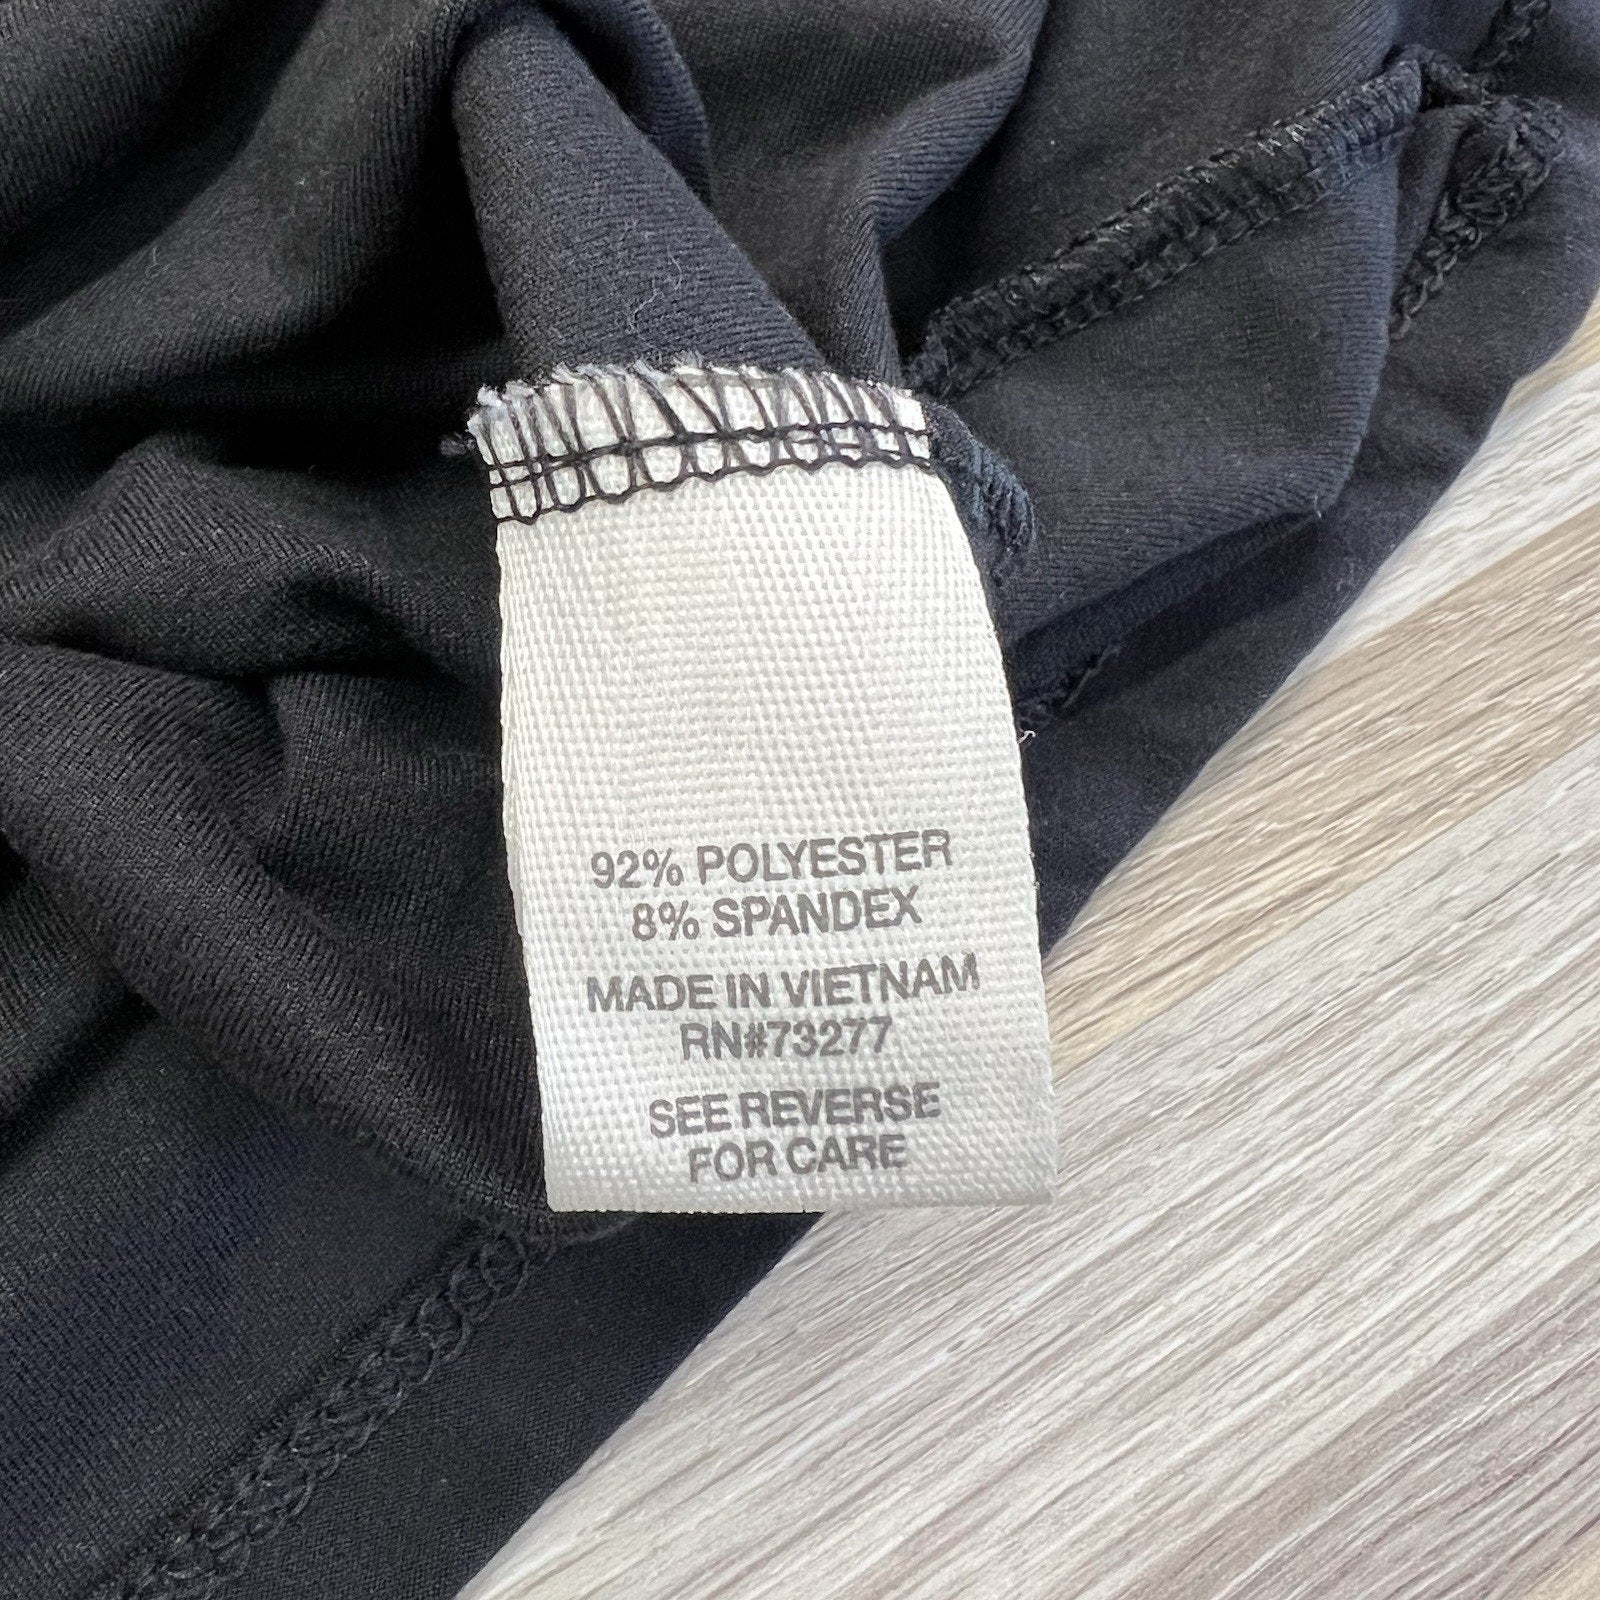 92% POLYESTER
8% SPANDEX
MADE IN VIETNAM
RN#73277
SEE REVERSE
FOR CARE